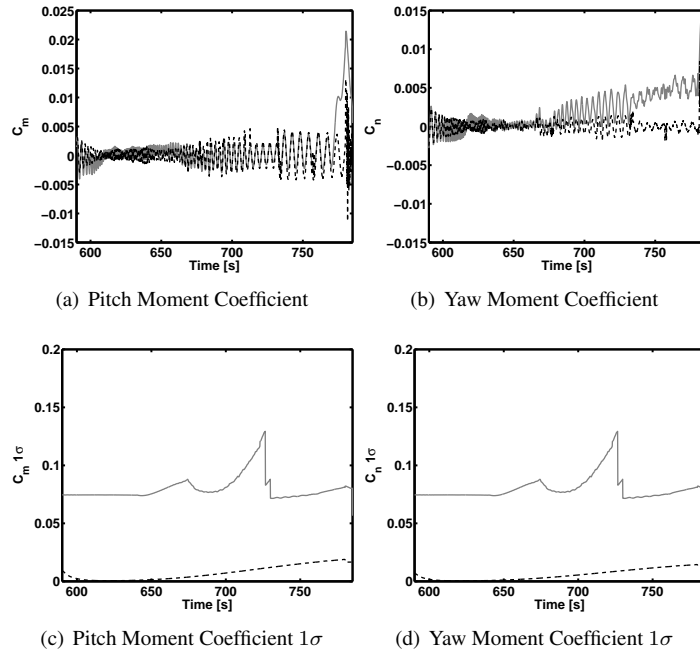 0.025
0.02
0.015
0.01
0.005
0
−0.005
−0.01
−0.015
C_m
600 650 700 750
Time [s]
(a) Pitch Moment Coefficient
0.015
0.01
0.005
0
−0.005
−0.01
−0.015
C_n
600 650 700 750
Time [s]
(b) Yaw Moment Coefficient
0.2
0.15
0.1
0.05
0
C_m 1σ
600 650 700 750
Time [s]
(c) Pitch Moment Coefficient 1σ
0.2
0.15
0.1
0.05
0
C_n 1σ
600 650 700 750
Time [s]
(d) Yaw Moment Coefficient 1σ